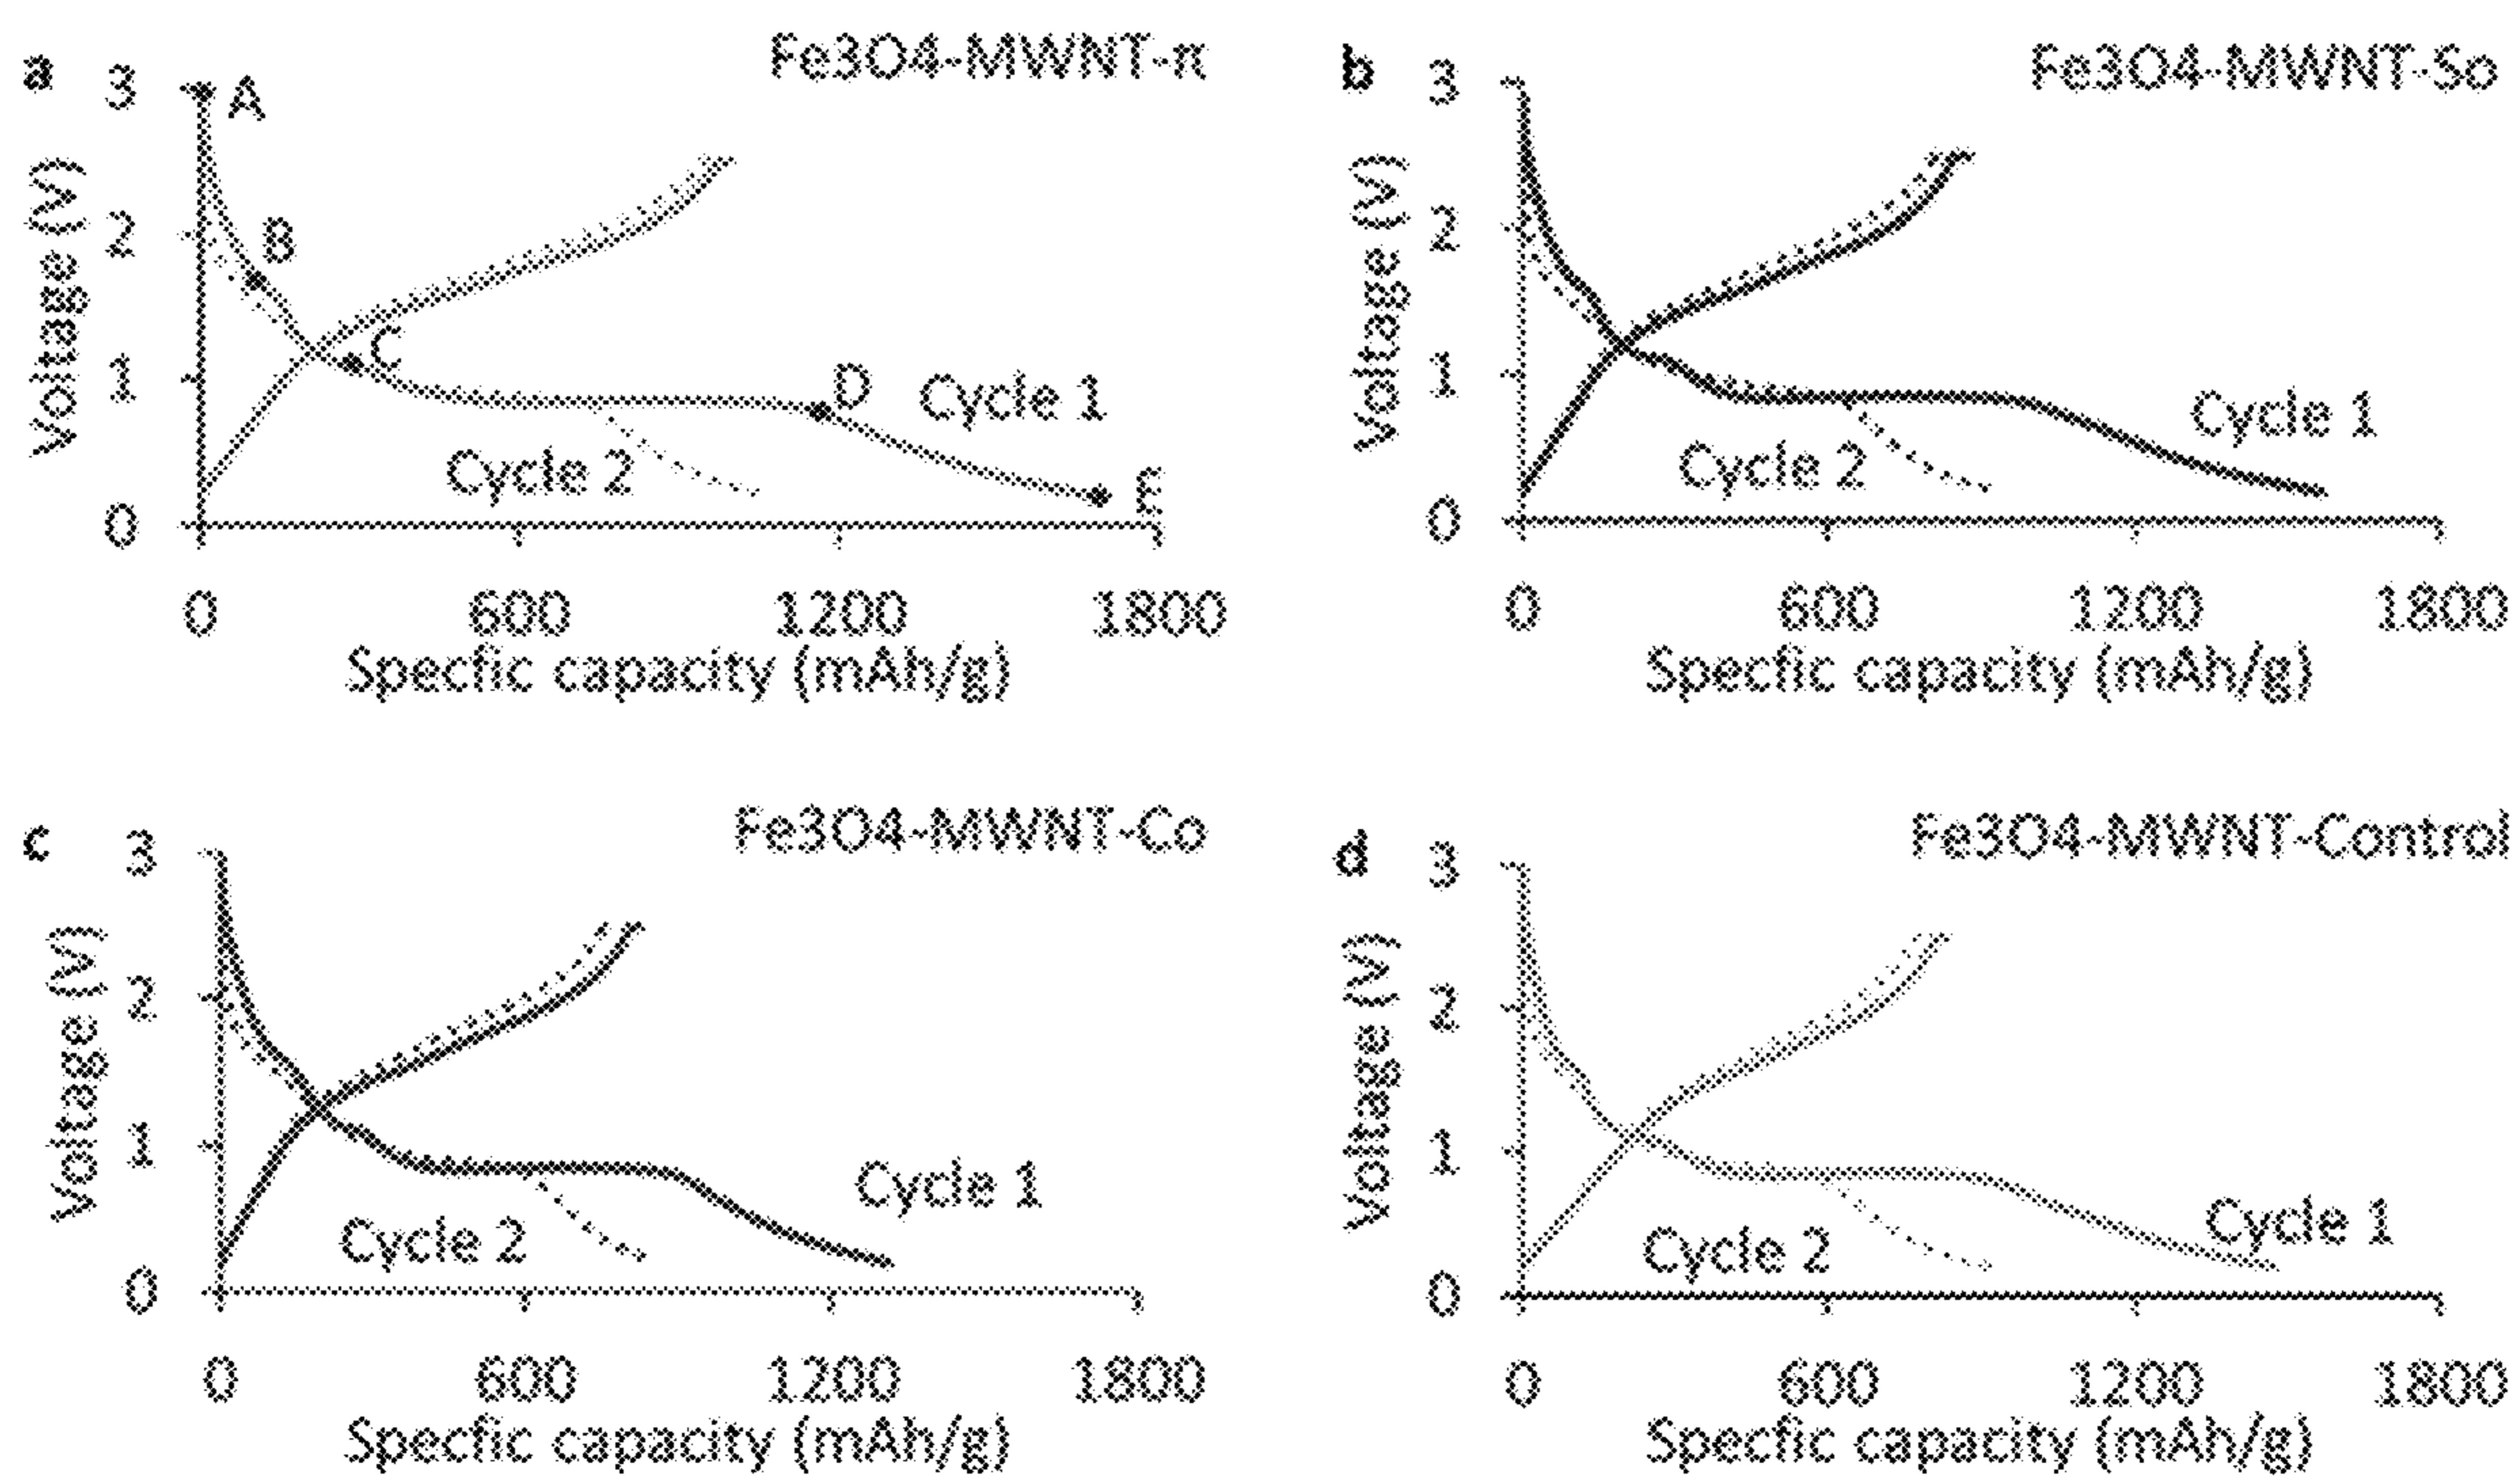 a
Fe3O4-MWNT-π
3
2
1
0
Voltage (V)
A
B
C
D
E
Cycle 1
Cycle 2
0 600 1200 1800
Specfic capacity (mAh/g)
b
Fe3O4-MWNT-So
3
2
1
0
Voltage (V)
Cycle 1
Cycle 2
0 600 1200 1800
Specfic capacity (mAh/g)
c
Fe3O4-MWNT-Co
3
2
1
0
Voltage (V)
Cycle 1
Cycle 2
0 600 1200 1800
Specfic capacity (mAh/g)
d
Fe3O4-MWNT-Control
3
2
1
0
Voltage (V)
Cycle 1
Cycle 2
0 600 1200 1800
Specfic capacity (mAh/g)